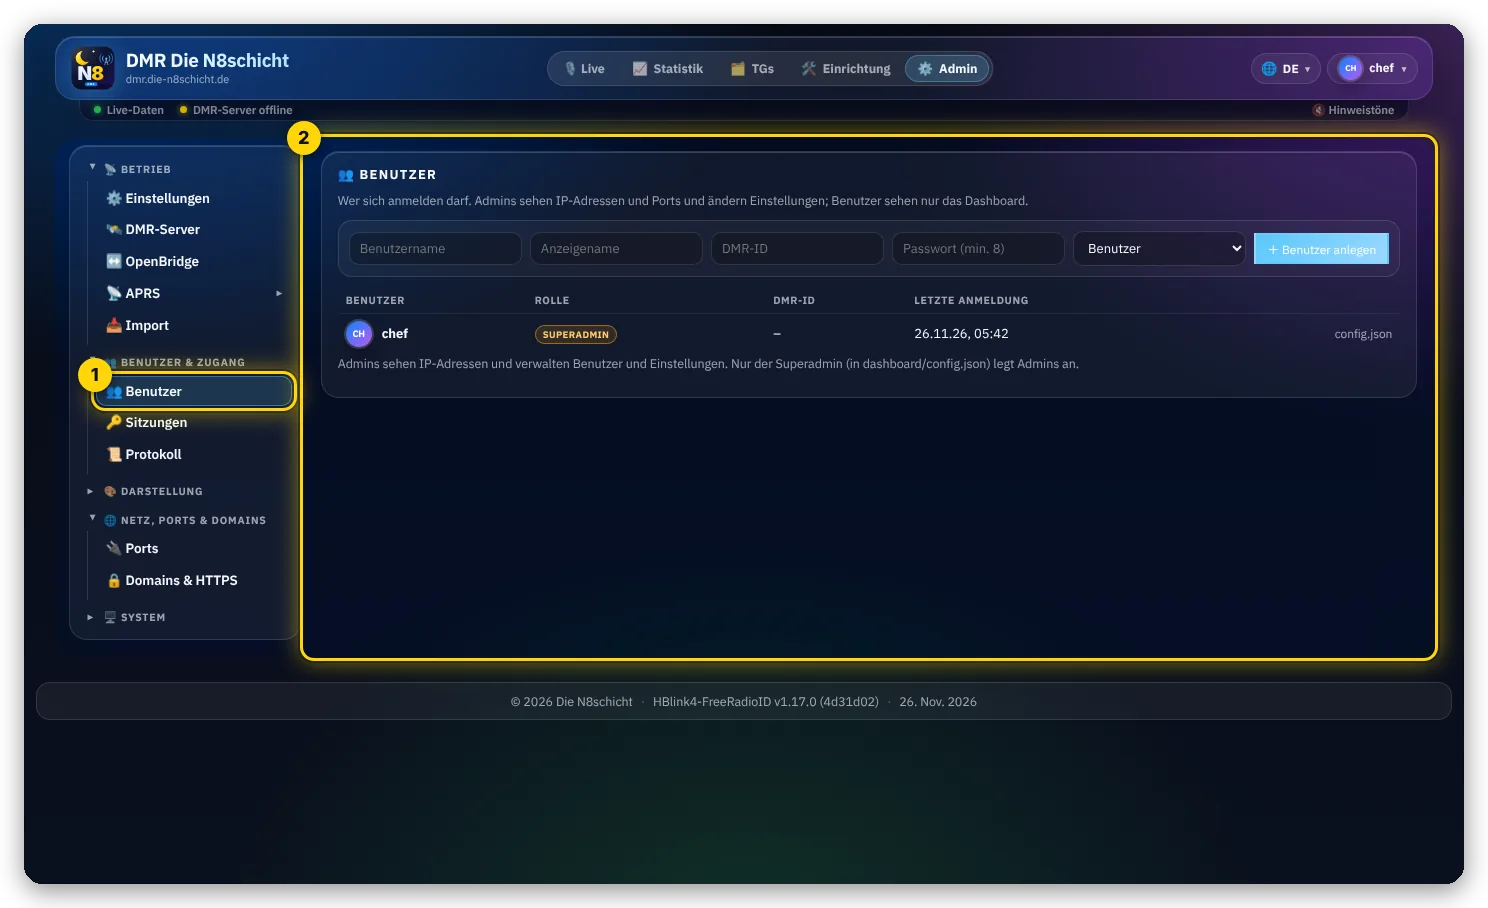 N8
DMR Die N8schicht
dmr.die-n8schicht.de
Live
Statistik
TGs
Einrichtung
Admin
DE
CH
chef
Live-Daten
DMR-Server offline
Hinweistöne
2
BETRIEB
Einstellungen
DMR-Server
OpenBridge
APRS
Import
BENUTZER & ZUGANG
1
Benutzer
Sitzungen
Protokoll
DARSTELLUNG
NETZ, PORTS & DOMAINS
Ports
Domains & HTTPS
SYSTEM
BENUTZER
Wer sich anmelden darf. Admins sehen IP-Adressen und Ports und ändern Einstellungen; Benutzer sehen nur das Dashboard.
Benutzername
Anzeigename
DMR-ID
Passwort (min. 8)
Benutzer
+ Benutzer anlegen
BENUTZER ROLLE DMR-ID LETZTE ANMELDUNG
CH chef SUPERADMIN – 26.11.26, 05:42 config.json
Admins sehen IP-Adressen und verwalten Benutzer und Einstellungen. Nur der Superadmin (in dashboard/config.json) legt Admins an.
© 2026 Die N8schicht · HBlink4-FreeRadioID v1.17.0 (4d31d02) · 26. Nov. 2026